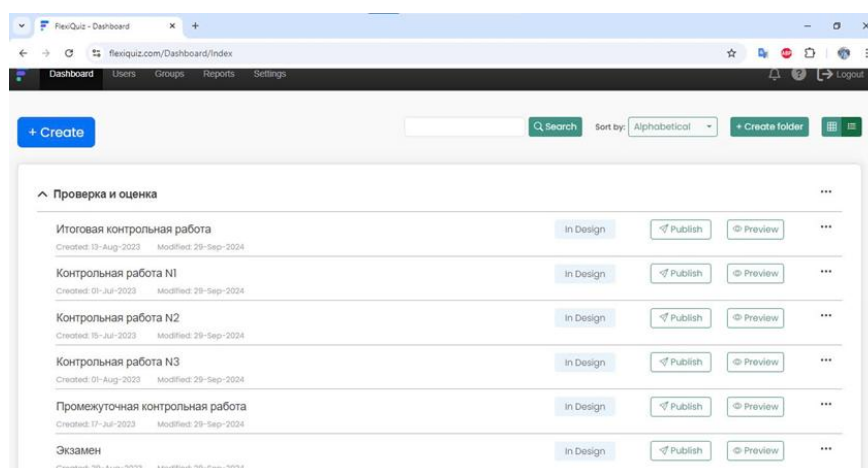 FlexiQuiz - Dashboard
flexiquiz.com/Dashboard/Index
Dashboard Users Groups Reports Settings Logout
+ Create Search Sort by: Alphabetical + Create folder
Проверка и оценка
Итоговая контрольная работа In Design Publish Preview
Created: 13-Aug-2023 Modified: 29-Sep-2024
Контрольная работа N1 In Design Publish Preview
Created: 01-Jul-2023 Modified: 29-Sep-2024
Контрольная работа N2 In Design Publish Preview
Created: 15-Jul-2023 Modified: 29-Sep-2024
Контрольная работа N3 In Design Publish Preview
Created: 01-Aug-2023 Modified: 29-Sep-2024
Промежуточная контрольная работа In Design Publish Preview
Created: 17-Jul-2023 Modified: 29-Sep-2024
Экзамен In Design Publish Preview